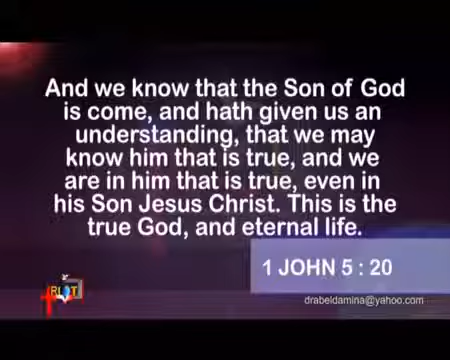 And we know that the Son of God
is come, and hath given us an
understanding, that we may
know him that is true, and we
are in him that is true, even in
his Son Jesus Christ. This is the
true God, and eternal life.
1 JOHN 5 : 20
drabeldamina@yahoo.com